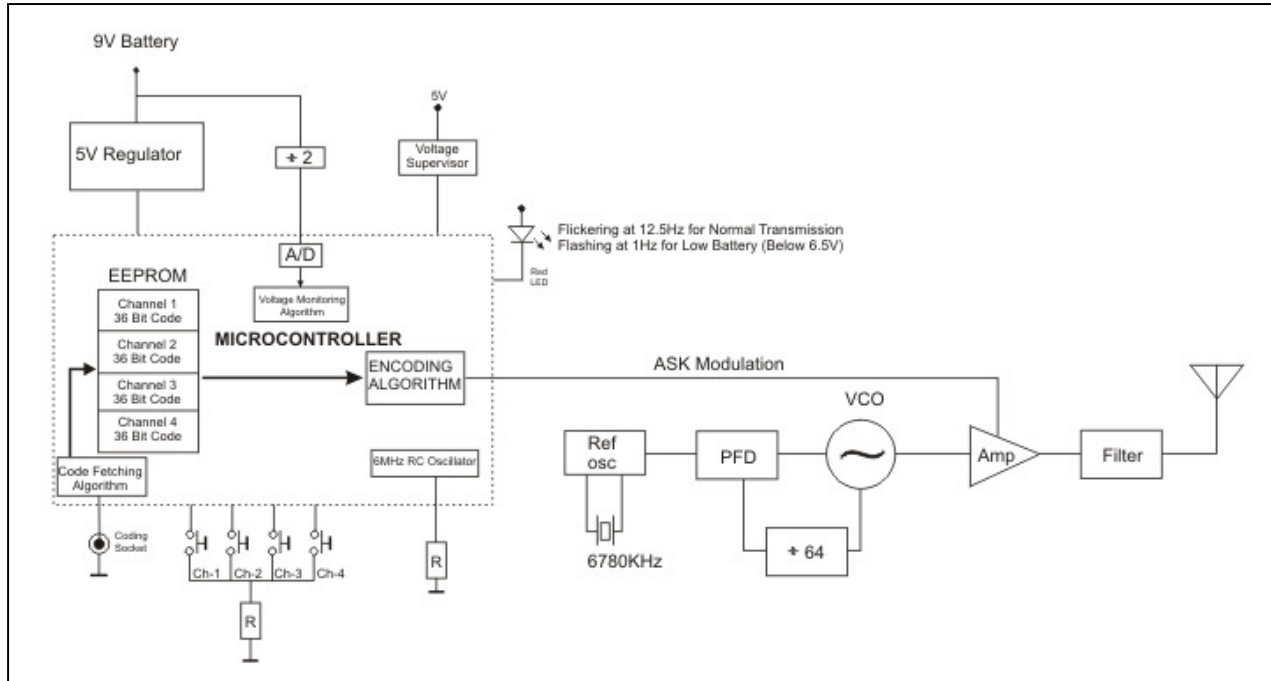 9V Battery
5V Regulator
÷ 2
5V
Voltage
Supervisor
Flickering at 12.5Hz for Normal Transmission
Flashing at 1Hz for Low Battery (Below 6.5V)
Red
LED
A/D
Voltage Monitoring
Algorithm
EEPROM
Channel 1
36 Bit Code
Channel 2
36 Bit Code
Channel 3
36 Bit Code
Channel 4
36 Bit Code
MICROCONTROLLER
ENCODING
ALGORITHM
ASK Modulation
Code Fetching
Algorithm
6MHz RC Oscillator
Coding
Socket
Ch-1
Ch-2
Ch-3
Ch-4
R
R
Ref
osc
6780KHz
PFD
VCO
÷ 64
Amp
Filter